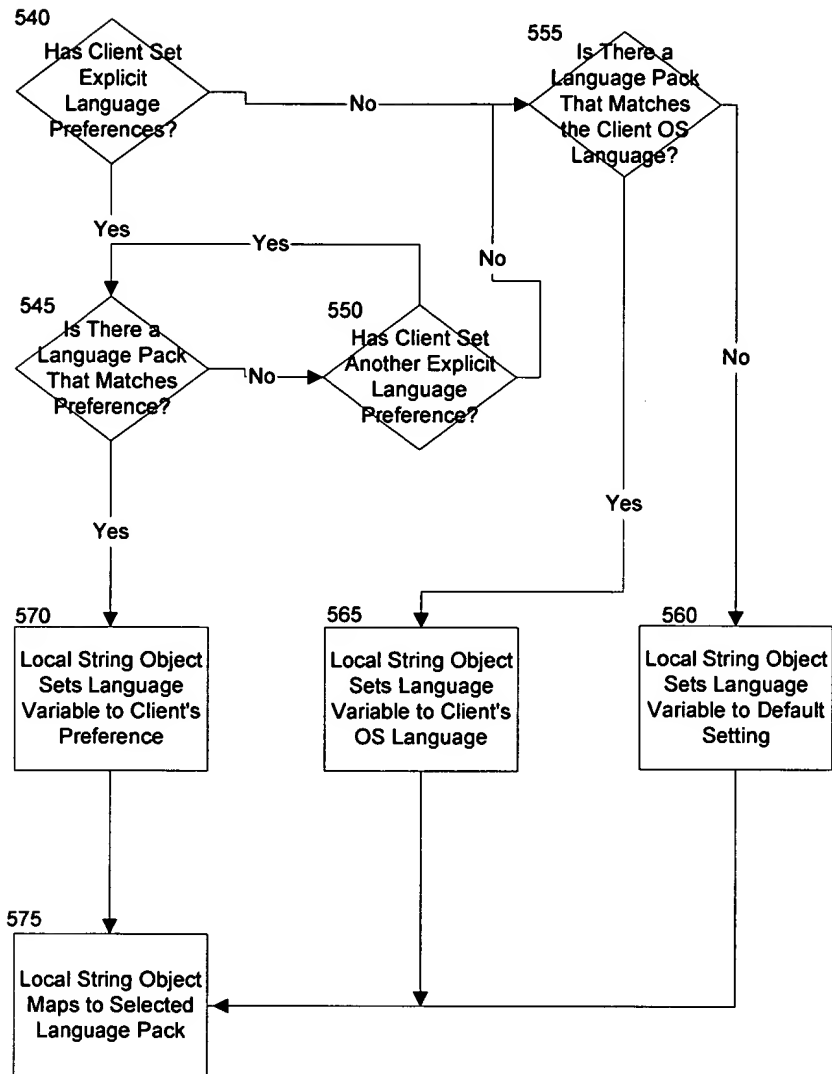 540
Has Client Set
Explicit
Language
Preferences?
No
555
Is There a
Language Pack
That Matches
the Client OS
Language?
Yes
Yes
No
545
Is There a
Language Pack
That Matches
Preference?
No
550
Has Client Set
Another Explicit
Language
Preference?
No
Yes
Yes
570
Local String Object
Sets Language
Variable to Client's
Preference
565
Local String Object
Sets Language
Variable to Client's
OS Language
560
Local String Object
Sets Language
Variable to Default
Setting
575
Local String Object
Maps to Selected
Language Pack